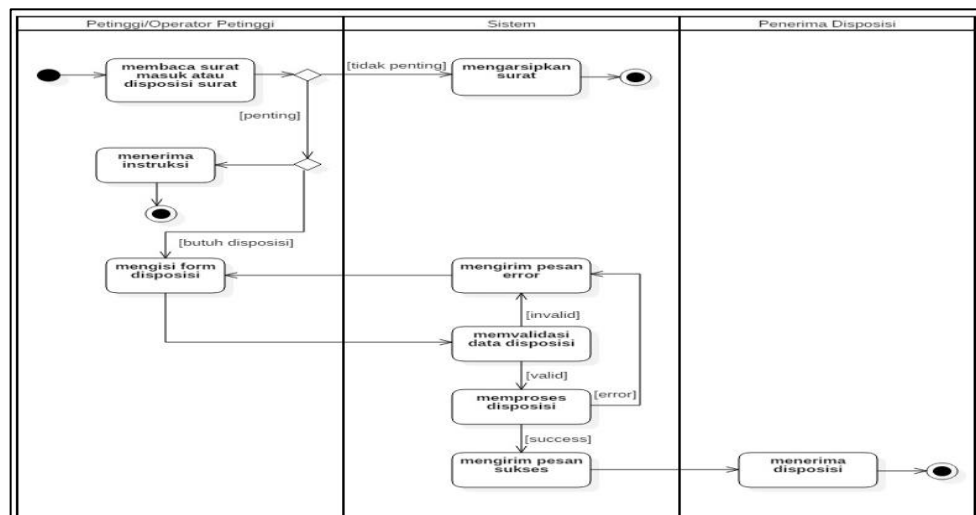 Petinggi/Operator Petinggi
Sistem
Penerima Disposisi
membaca surat
masuk atau
disposisi surat
[tidak penting]
mengarsipkan
surat
[penting]
menerima
instruksi
[butuh disposisi]
mengisi form
disposisi
mengirim pesan
error
[invalid]
memvalidasi
data disposisi
[valid]
memproses
disposisi
[error]
[success]
mengirim pesan
sukses
menerima
disposisi